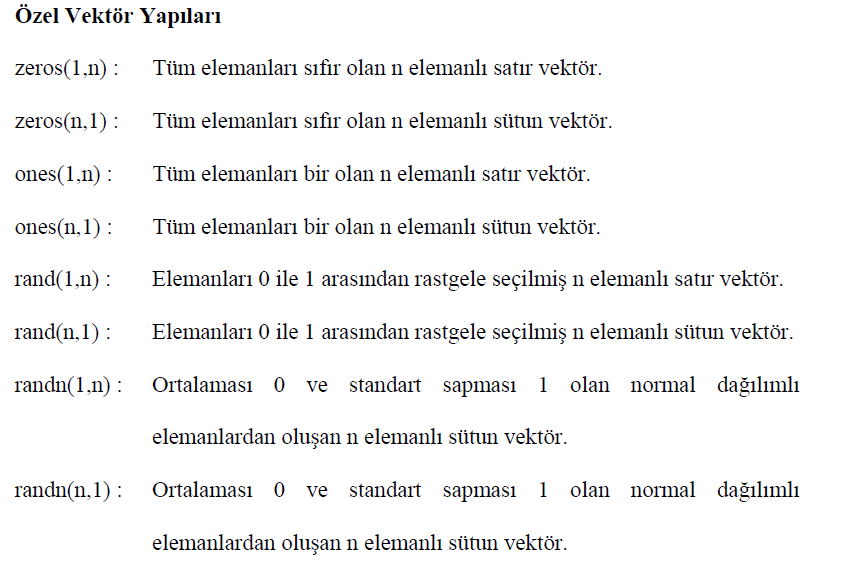 Özel Vektör Yapıları
zeros(1,n) : Tüm elemanları sıfır olan n elemanlı satır vektör.
zeros(n,1) : Tüm elemanları sıfır olan n elemanlı sütun vektör.
ones(1,n) : Tüm elemanları bir olan n elemanlı satır vektör.
ones(n,1) : Tüm elemanları bir olan n elemanlı sütun vektör.
rand(1,n) : Elemanları 0 ile 1 arasından rastgele seçilmiş n elemanlı satır vektör.
rand(n,1) : Elemanları 0 ile 1 arasından rastgele seçilmiş n elemanlı sütun vektör.
randn(1,n) : Ortalaması 0 ve standart sapması 1 olan normal dağılımlı
elemanlardan oluşan n elemanlı sütun vektör.
randn(n,1) : Ortalaması 0 ve standart sapması 1 olan normal dağılımlı
elemanlardan oluşan n elemanlı sütun vektör.